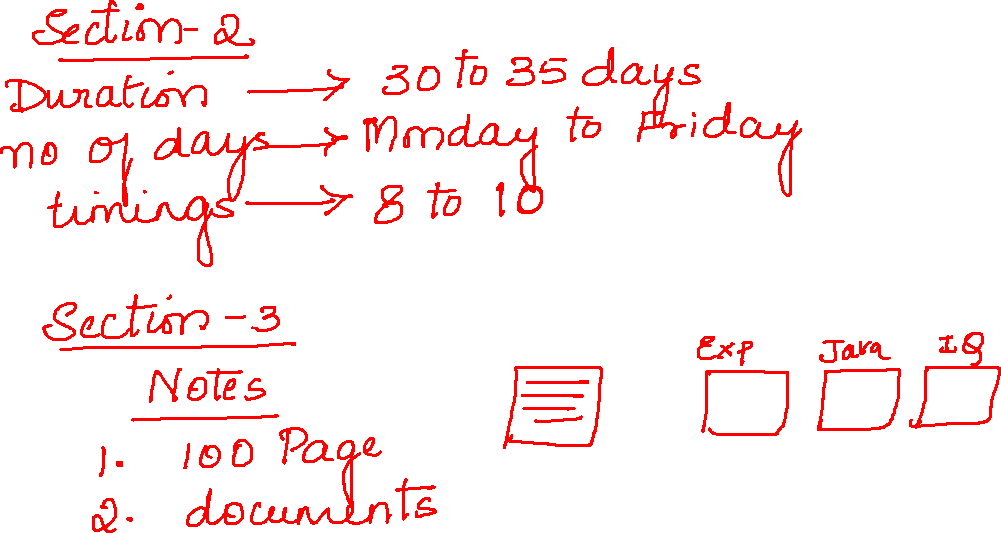 Section-2
Duration → 30 to 35 days
no of days → Monday to Friday
timings → 8 to 10
Section-3
Notes
Exp Java IQ
1. 100 Page
2. documents